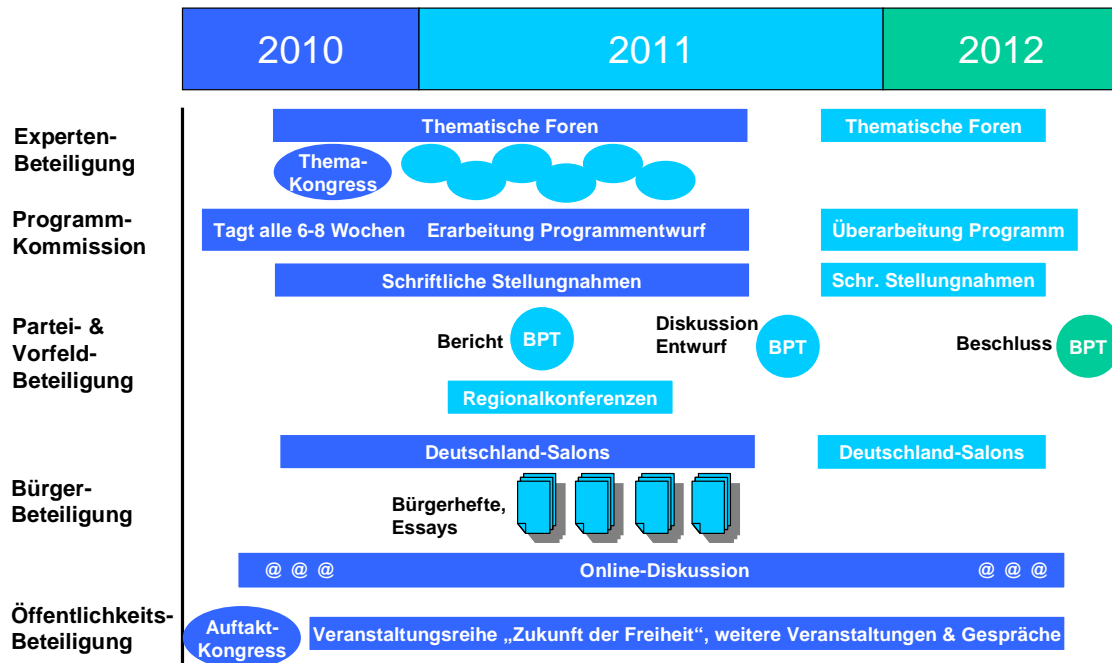 2010
2011
2012
Experten-
Beteiligung
Thematische Foren
Thematische Foren
Thema-
Kongress
Programm-
Kommission
Tagt alle 6-8 Wochen
Erarbeitung Programmentwurf
Überarbeitung Programm
Schriftliche Stellungnahmen
Schr. Stellungnahmen
Partei- &
Vorfeld-
Beteiligung
Bericht
BPT
Diskussion
Entwurf
BPT
Beschluss
BPT
Regionalkonferenzen
Deutschland-Salons
Deutschland-Salons
Bürger-
Beteiligung
Bürgerhefte,
Essays
@ @ @
Online-Diskussion
@ @ @
Öffentlichkeits-
Beteiligung
Auftakt-
Kongress
Veranstaltungsreihe „Zukunft der Freiheit“, weitere Veranstaltungen & Gespräche